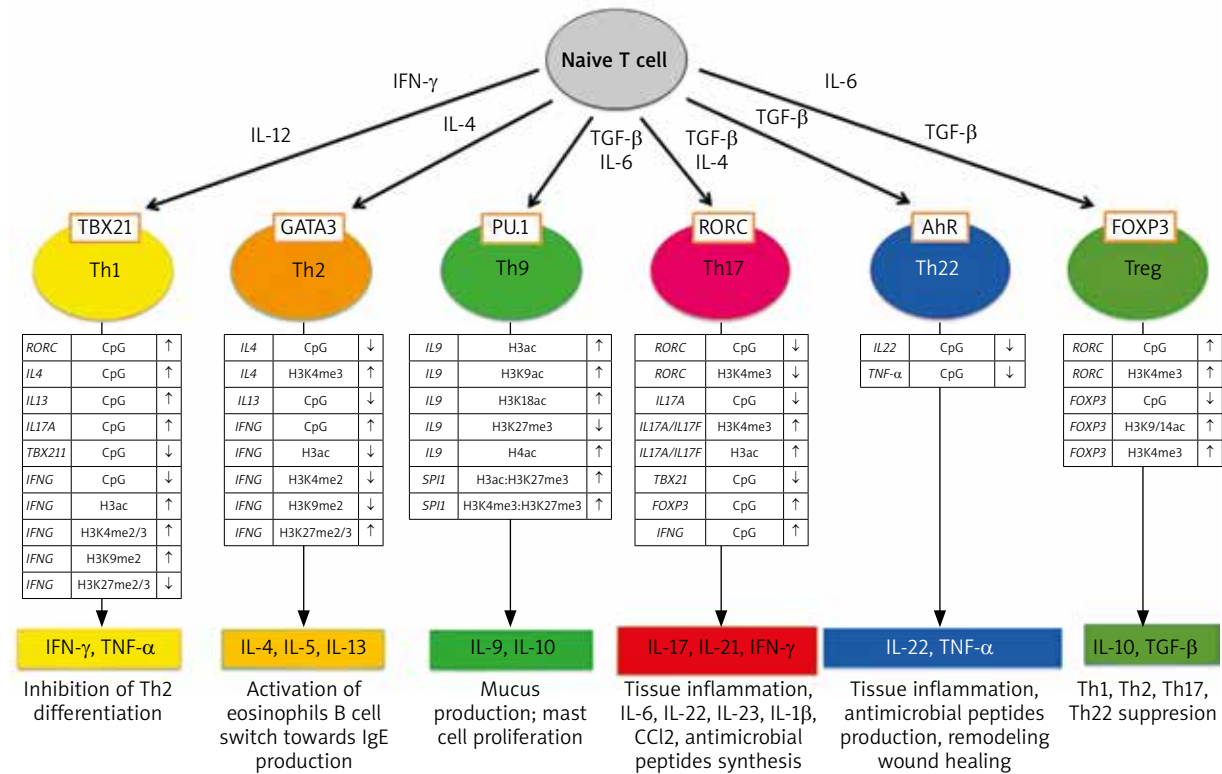 Naive T cell
IFN-γ
IL-12
IL-4
TGF-β
IL-6
TGF-β
IL-4
TGF-β
IL-6
TGF-β
TBX21
Th1
GATA3
Th2
PU.1
Th9
RORC
Th17
AhR
Th22
FOXP3
Treg
RORC CpG ↑
IL4 CpG ↑
IL13 CpG ↑
IL17A CpG ↑
TBX211 CpG ↓
IFNG CpG ↓
IFNG H3ac ↑
IFNG H3K4me2/3 ↑
IFNG H3K9me2 ↑
IFNG H3K27me2/3 ↓
IL4 CpG ↓
IL4 H3K4me3 ↑
IL13 CpG ↓
IFNG CpG ↑
IFNG H3ac ↓
IFNG H3K4me2 ↓
IFNG H3K9me2 ↓
IFNG H3K27me2/3 ↑
IL9 H3ac ↑
IL9 H3K9ac ↑
IL9 H3K18ac ↑
IL9 H3K27me3 ↓
IL9 H4ac ↑
SPI1 H3ac:H3K27me3 ↑
SPI1 H3K4me3:H3K27me3 ↑
RORC CpG ↓
RORC H3K4me3 ↓
IL17A CpG ↓
IL17A/IL17F H3K4me3 ↑
IL17A/IL17F H3ac ↑
TBX21 CpG ↓
FOXP3 CpG ↑
IFNG CpG ↑
IL22 CpG ↓
TNF-α CpG ↓
RORC CpG ↑
RORC H3K4me3 ↑
FOXP3 CpG ↓
FOXP3 H3K9/14ac ↑
FOXP3 H3K4me3 ↑
IFN-γ, TNF-α
Inhibition of Th2
differentiation
IL-4, IL-5, IL-13
Activation of
eosinophils B cell
switch towards IgE
production
IL-9, IL-10
Mucus
production; mast
cell proliferation
IL-17, IL-21, IFN-γ
Tissue inflammation,
IL-6, IL-22, IL-23, IL-1β,
CCl2, antimicrobial
peptides synthesis
IL-22, TNF-α
Tissue inflammation,
antimicrobial peptides
production, remodeling
wound healing
IL-10, TGF-β
Th1, Th2, Th17,
Th22 suppresion